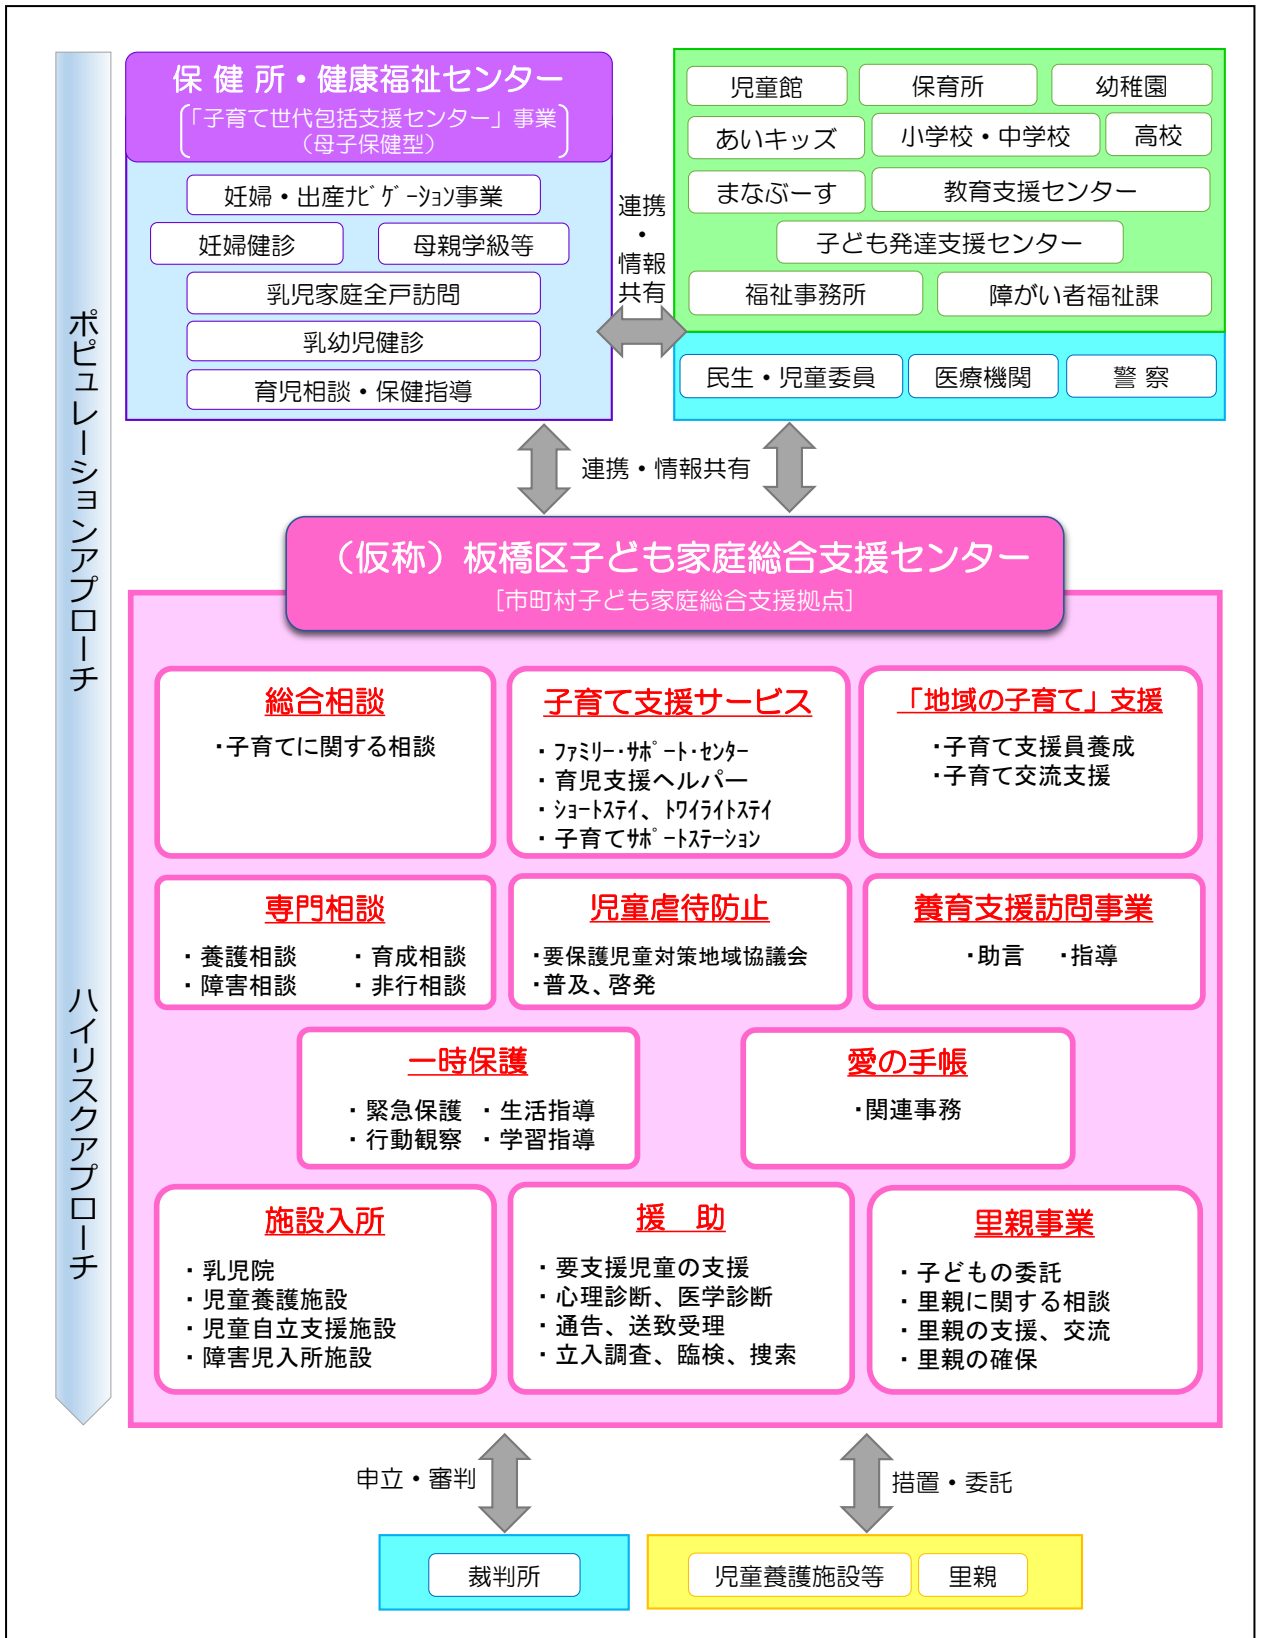 ポピュレーションアプローチ
ハイリスクアプローチ
保健所・健康福祉センター
「子育て世代包括支援センター」事業
（母子保健型）
妊婦・出産ﾅﾋﾞｹﾞｰｼｮﾝ事業
妊婦健診
母親学級等
乳児家庭全戸訪問
乳幼児健診
育児相談・保健指導
連携
・
情報
共有
児童館
保育所
幼稚園
あいキッズ
小学校・中学校
高校
まなぶーす
教育支援センター
子ども発達支援センター
福祉事務所
障がい者福祉課
民生・児童委員
医療機関
警察
連携・情報共有
（仮称）板橋区子ども家庭総合支援センター
[市町村子ども家庭総合支援拠点]
総合相談
・子育てに関する相談
子育て支援サービス
・ﾌｧﾐﾘｰ・ｻﾎﾟｰﾄ・ｾﾝﾀｰ
・育児支援ヘルパー
・ｼｮｰﾄｽﾃｲ、ﾄﾜｲﾗｲﾄｽﾃｲ
・子育てｻﾎﾟｰﾄｽﾃｰｼｮﾝ
「地域の子育て」支援
・子育て支援員養成
・子育て交流支援
専門相談
・養護相談　・育成相談
・障害相談　・非行相談
児童虐待防止
・要保護児童対策地域協議会
・普及、啓発
養育支援訪問事業
・助言　・指導
一時保護
・緊急保護　・生活指導
・行動観察　・学習指導
愛の手帳
・関連事務
施設入所
・乳児院
・児童養護施設
・児童自立支援施設
・障害児入所施設
援　助
・要支援児童の支援
・心理診断、医学診断
・通告、送致受理
・立入調査、臨検、捜索
里親事業
・子どもの委託
・里親に関する相談
・里親の支援、交流
・里親の確保
申立・審判
措置・委託
裁判所
児童養護施設等
里親